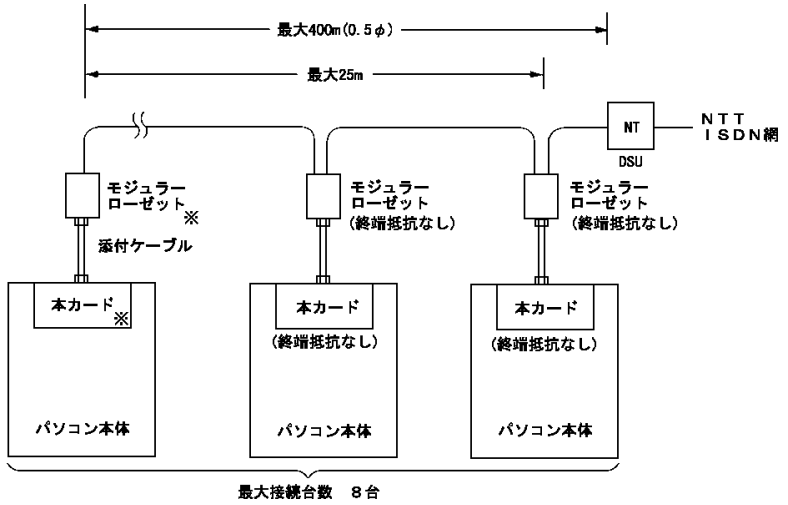 最大400m(0.5φ)
最大25m
NT
DSU
NTT
ISDN網
モジュラー
ローゼット※
モジュラー
ローゼット
(終端抵抗なし)
モジュラー
ローゼット
(終端抵抗なし)
添付ケーブル
本カード※
本カード
(終端抵抗なし)
本カード
(終端抵抗なし)
パソコン本体
パソコン本体
パソコン本体
最大接続台数 8台